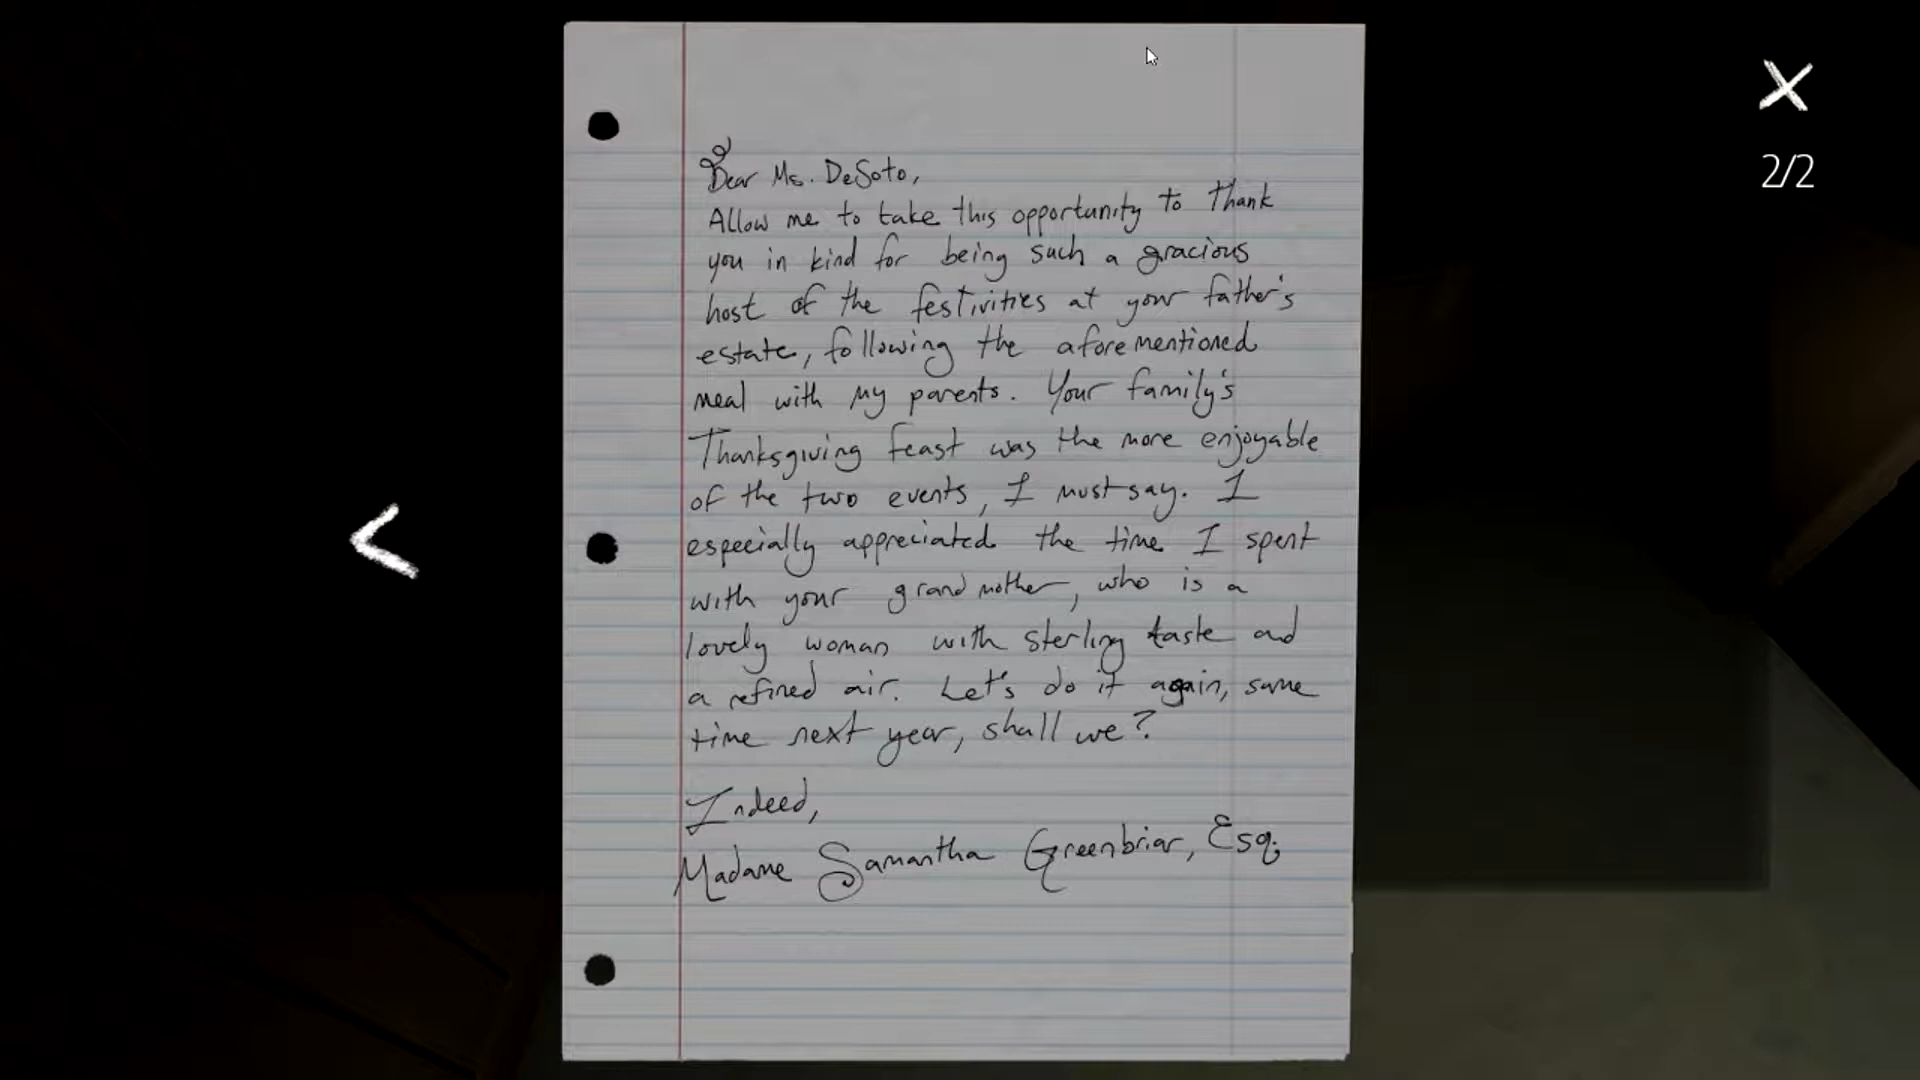 2/2
Dear Ms. DeSoto,
Allow me to take this opportunity to thank
you in kind for being such a gracious
host of the festivities at your father's
estate, following the aforementioned
meal with my parents. Your family's
Thanksgiving feast was the more enjoyable
of the two events, I must say. I
especially appreciated the time I spent
with your grandmother, who is a
lovely woman with sterling taste and
a refined air. Let's do it again, same
time next year, shall we?
Indeed,
Madame Samantha Greenbriar, Esq.